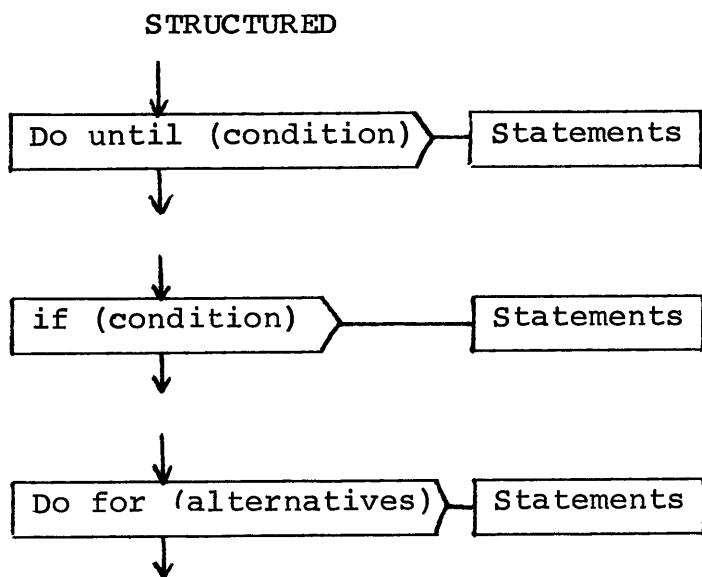 STRUCTURED
Do until (condition) Statements
if (condition) Statements
Do for (alternatives) Statements